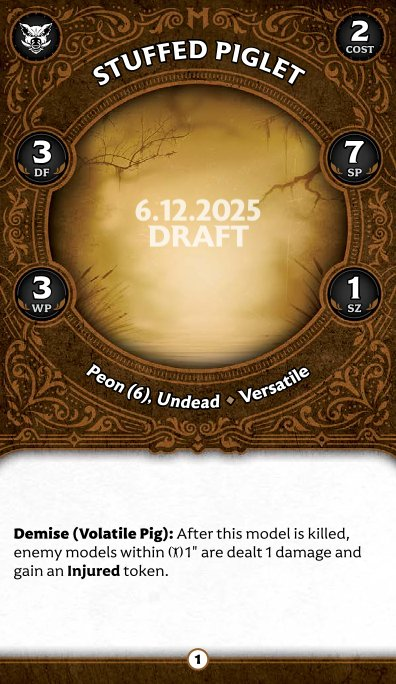 STUFFED PIGLET
2
COST
3
DF
7
SP
6.12.2025
DRAFT
3
WP
1
SZ
Peon (6), Undead ◆ Versatile
Demise (Volatile Pig): After this model is killed,
enemy models within 1" are dealt 1 damage and
gain an Injured token.
1